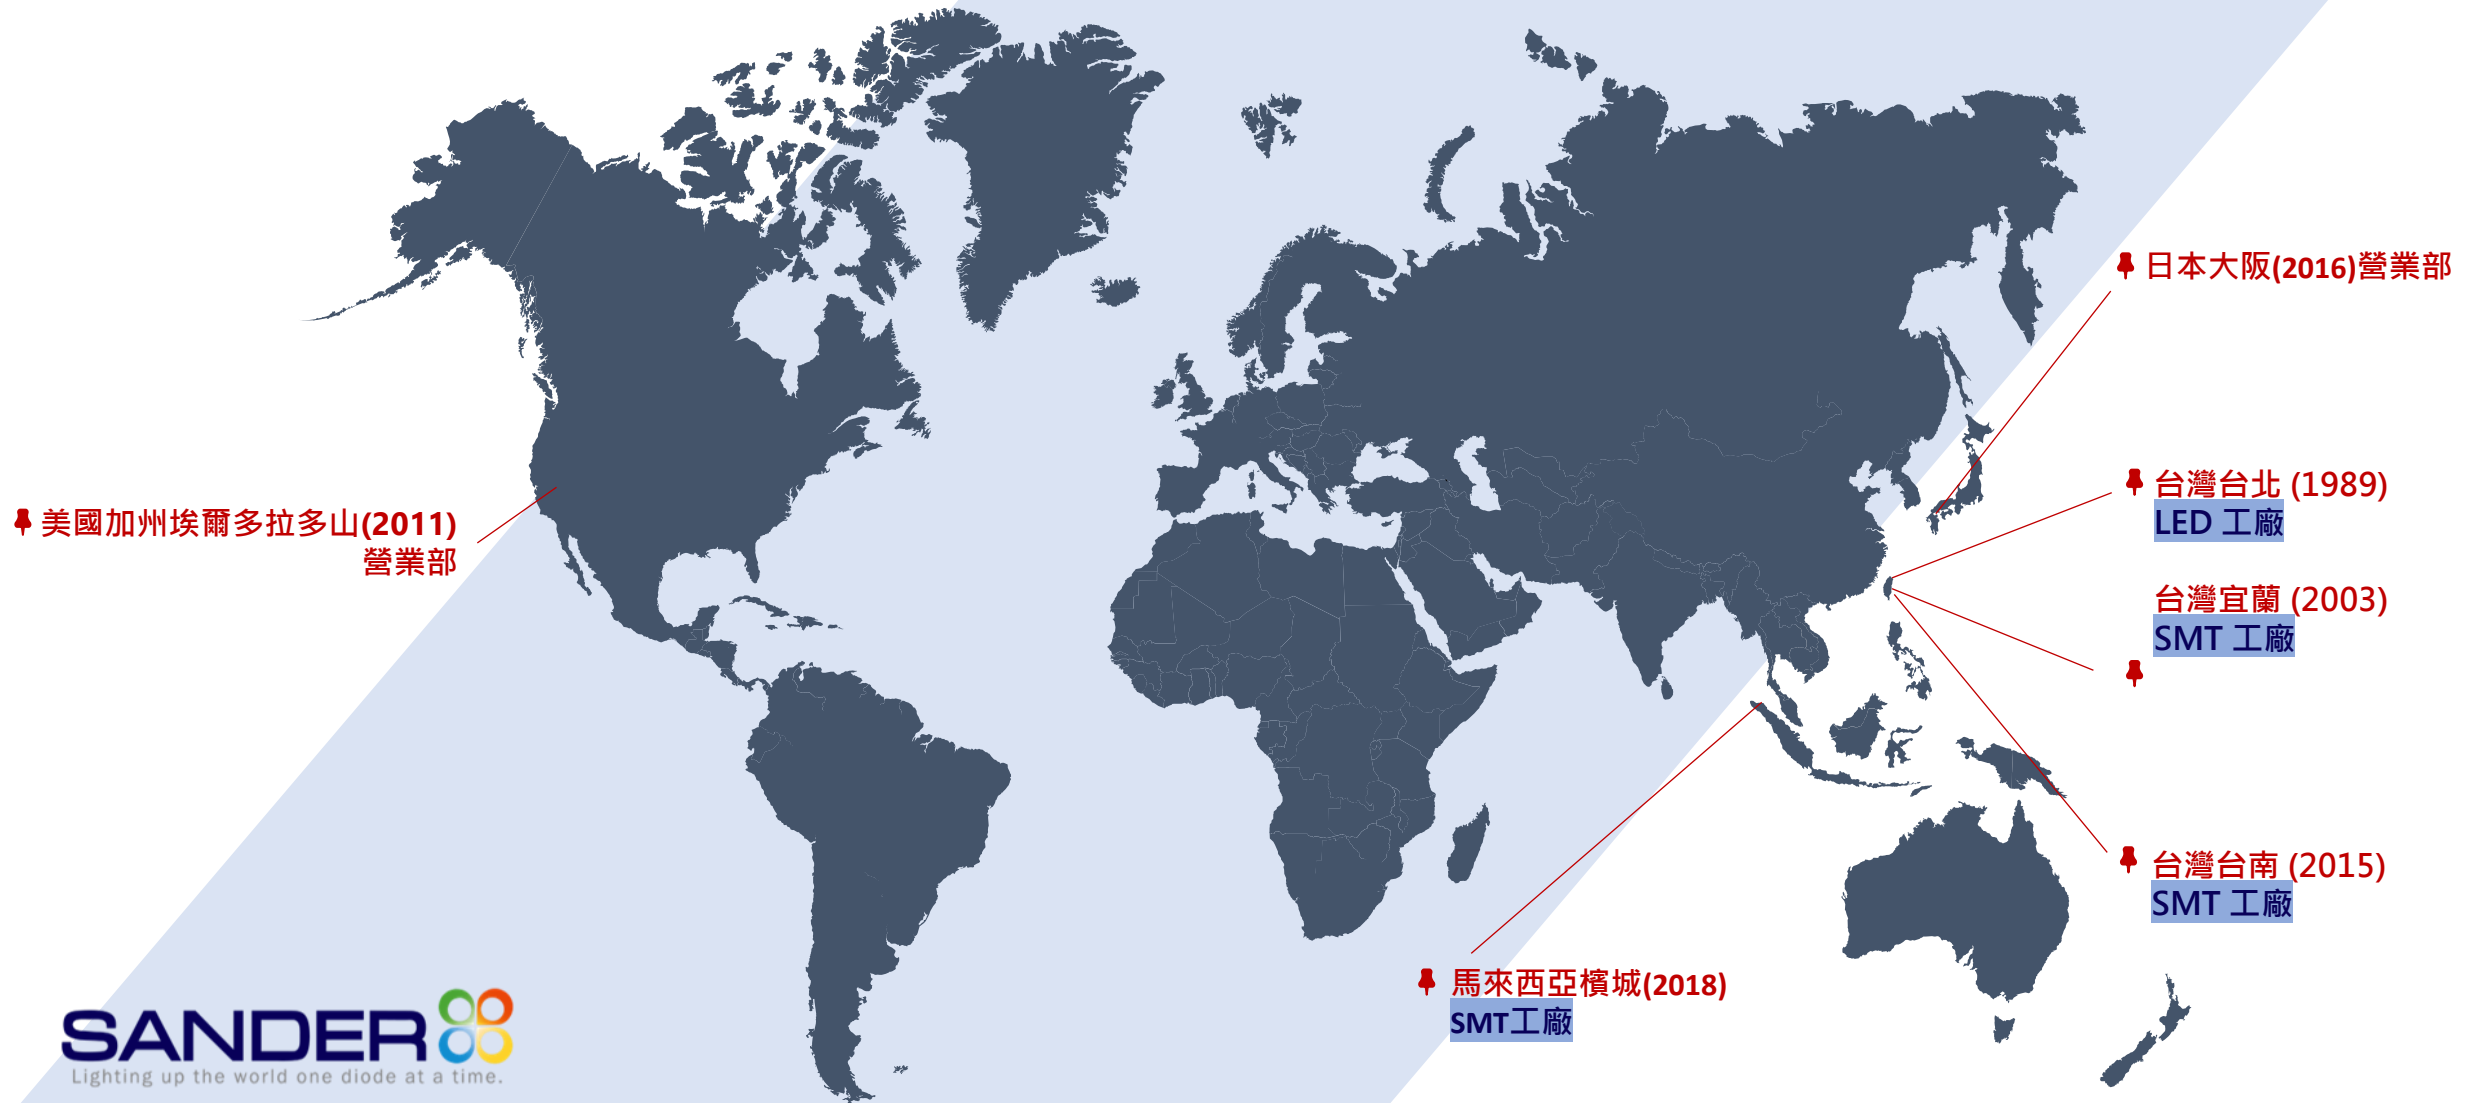 日本大阪(2016)營業部
台灣台北 (1989)
LED 工廠
美國加州埃爾多拉多山(2011)
營業部
台灣宜蘭 (2003)
SMT 工廠
台灣台南 (2015)
SMT 工廠
馬來西亞檳城(2018)
SMT工廠
SANDER
Lighting up the world one diode at a time.